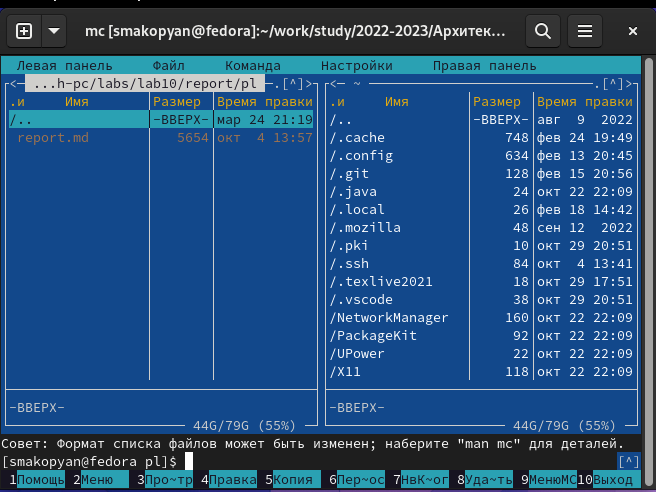 mc [smakopyan@fedora]:~/work/study/2022-2023/Архитек...
Левая панель Файл Команда Настройки Правая панель
<─ ...h-pc/labs/lab10/report/pl ─.[^]>
.и Имя Размер Время правки
/.. -ВВЕРХ- мар 24 21:19
report.md 5654 окт 4 13:57
-ВВЕРХ-
44G/79G (55%)
<─ ~ ─.[^]>
.и Имя Размер Время правки
/.. -ВВЕРХ- авг 9 2022
/.cache 748 фев 24 19:49
/.config 634 фев 13 20:45
/.git 128 фев 15 20:56
/.java 24 окт 22 22:09
/.local 26 фев 18 14:42
/.mozilla 48 сен 12 2022
/.pki 10 окт 29 20:51
/.ssh 84 окт 4 13:41
/.texlive2021 18 окт 29 17:51
/.vscode 38 окт 29 20:51
/NetworkManager 160 окт 22 22:09
/PackageKit 92 окт 22 22:09
/UPower 22 окт 22 22:09
/X11 118 окт 22 22:09
-ВВЕРХ-
44G/79G (55%)
Совет: Формат списка файлов может быть изменен; наберите "man mc" для деталей.
[smakopyan@fedora pl]$ [^]
1Помощь 2Меню 3Про~тр 4Правка 5Копия 6Пер~ос 7НвК~ог 8Уда~ть 9МенюMC 10Выход